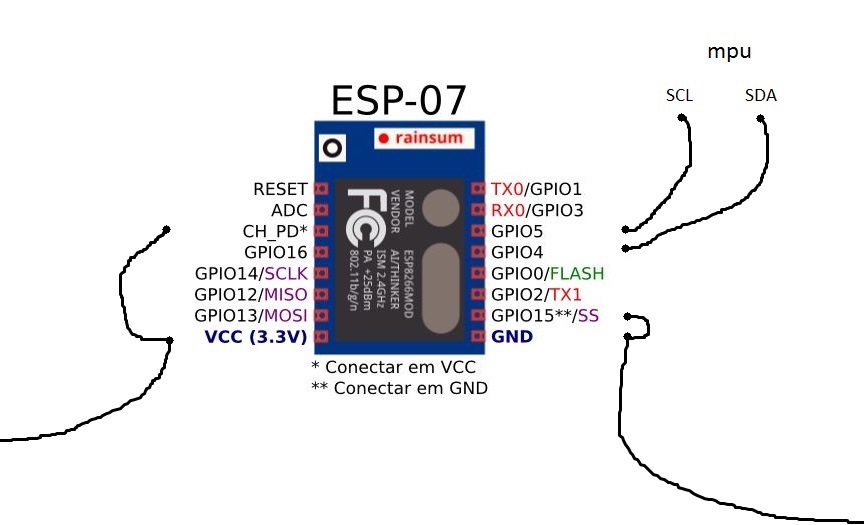 mpu
SCL SDA
ESP-07
rainsum
RESET
ADC
CH_PD*
GPIO16
GPIO14/SCLK
GPIO12/MISO
GPIO13/MOSI
VCC (3.3V)
FC
MODEL
VENDOR
ESP8266MOD
AI/THINKER
ISM 2.4GHz
PA +25dBm
802.11b/g/n
TX0/GPIO1
RX0/GPIO3
GPIO5
GPIO4
GPIO0/FLASH
GPIO2/TX1
GPIO15**/SS
GND
* Conectar em VCC
** Conectar em GND